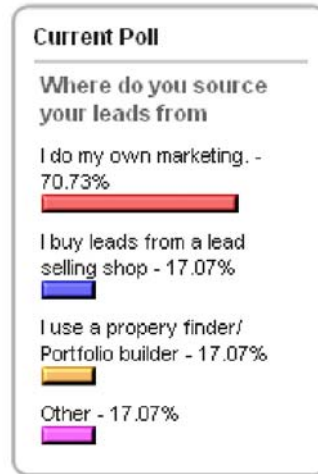 Current Poll
Where do you source
your leads from
I do my own marketing. -
70.73%
I buy leads from a lead
selling shop - 17.07%
I use a propery finder/
Portfolio builder - 17.07%
Other - 17.07%